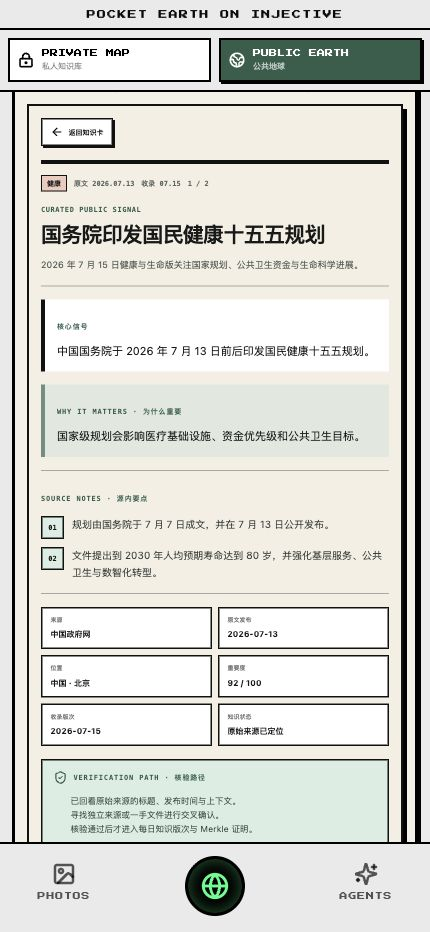 POCKET EARTH ON INJECTIVE
PRIVATE MAP
私人知识库
PUBLIC EARTH
公共地球
返回知识卡
健康 原文 2026.07.13 收录 07.15 1 / 2
CURATED PUBLIC SIGNAL
国务院印发国民健康十五五规划
2026 年 7 月 15 日健康与生命版关注国家规划、公共卫生资金与生命科学进展。
核心信号
中国国务院于 2026 年 7 月 13 日前后印发国民健康十五五规划。
WHY IT MATTERS · 为什么重要
国家级规划会影响医疗基础设施、资金优先级和公共卫生目标。
SOURCE NOTES · 源内要点
01 规划由国务院于 7 月 7 日成文，并在 7 月 13 日公开发布。
02 文件提出到 2030 年人均预期寿命达到 80 岁，并强化基层服务、公共
卫生与数智化转型。
来源
中国政府网
原文发布
2026-07-13
位置
中国 · 北京
重要度
92 / 100
收录版次
2026-07-15
知识状态
原始来源已定位
VERIFICATION PATH · 核验路径
已回看原始来源的标题、发布时间与上下文。
寻找独立来源或一手文件进行交叉确认。
核验通过后才进入每日知识版次与 Merkle 证明。
PHOTOS
AGENTS